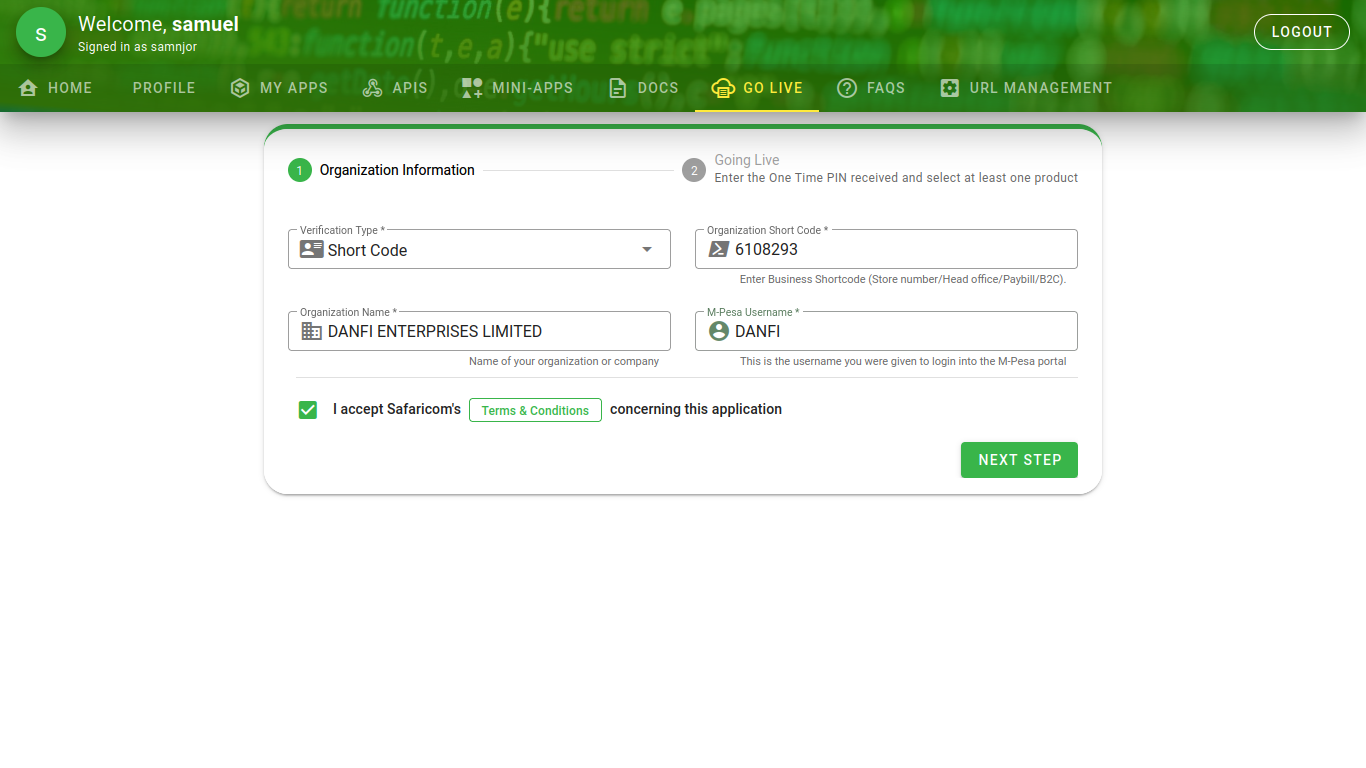 S
Welcome, samuel
Signed in as samnjor
LOGOUT
HOME PROFILE MY APPS APIS MINI-APPS DOCS GO LIVE FAQS URL MANAGEMENT
1 Organization Information
2 Going Live
Enter the One Time PIN received and select at least one product
Verification Type *
Short Code
Organization Short Code *
6108293
Enter Business Shortcode (Store number/Head office/Paybill/B2C).
Organization Name *
DANFI ENTERPRISES LIMITED
Name of your organization or company
M-Pesa Username *
DANFI
This is the username you were given to login into the M-Pesa portal
I accept Safaricom's Terms & Conditions concerning this application
NEXT STEP